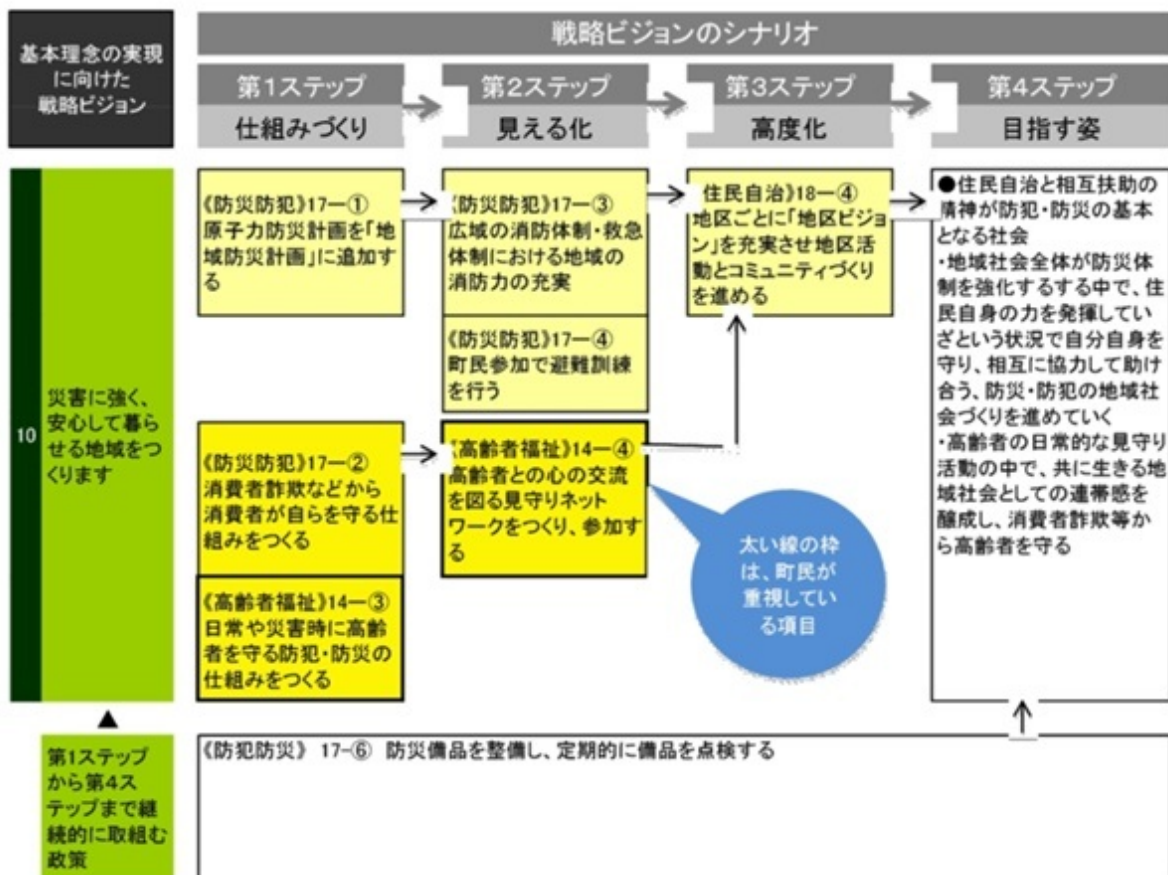 基本理念の実現
に向けた
戦略ビジョン
戦略ビジョンのシナリオ
第1ステップ
仕組みづくり
第2ステップ
見える化
第3ステップ
高度化
第4ステップ
目指す姿
10
災害に強く、
安心して暮ら
せる地域をつ
くります
《防災防犯》17ー①
原子力防災計画を「地
域防災計画」に追加す
る
《防災防犯》17ー②
消費者詐欺などから
消費者が自らを守る仕
組みをつくる
《高齢者福祉》14ー③
日常や災害時に高齢
者を守る防犯・防災の
仕組みをつくる
《防災防犯》17ー③
広域の消防体制・救急
体制における地域の
消防力の充実
《防災防犯》17ー④
町民参加で避難訓練
を行う
《高齢者福祉》14ー④
高齢者との心の交流
を図る見守りネット
ワークをつくり、参加す
る
住民自治》18ー④
地区ごとに「地区ビジョ
ン」を充実させ地区活
動とコミュニティづくり
を進める
太い線の枠
は、町民が
重視してい
る項目
●住民自治と相互扶助の
精神が防犯・防災の基本
となる社会
・地域社会全体が防災体
制を強化するする中で、住
民自身の力を発揮してい
ざという状況で自分自身を
守り、相互に協力して助け
合う、防災・防犯の地域社
会づくりを進めていく
・高齢者の日常的な見守り
活動の中で、共に生きる地
域社会としての連帯感を
醸成し、消費者詐欺等か
ら高齢者を守る
▲
第1ステップ
から第4ス
テップまで継
続的に取組む
政策
《防犯防災》 17-⑥ 防災備品を整備し、定期的に備品を点検する